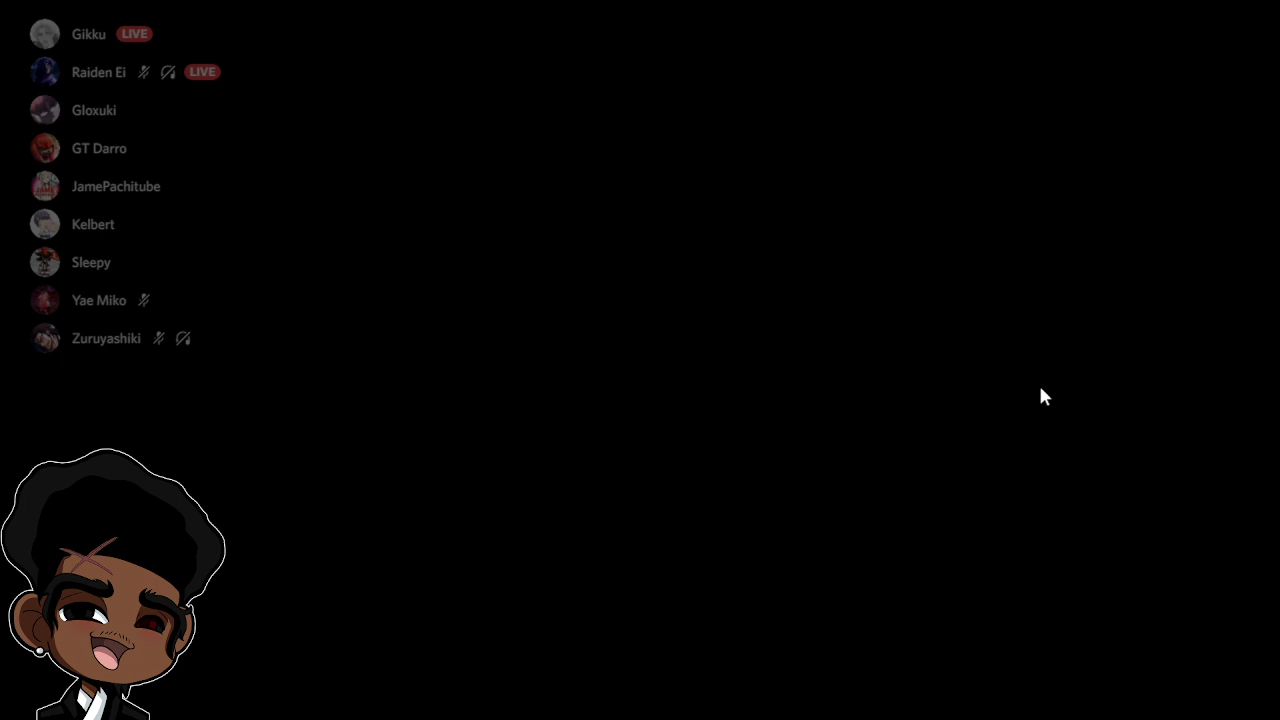 Gikku LIVE
Raiden Ei LIVE
Gloxuki
GT Darro
JamePachitube
Kelbert
Sleepy
Yae Miko
Zuruyashiki